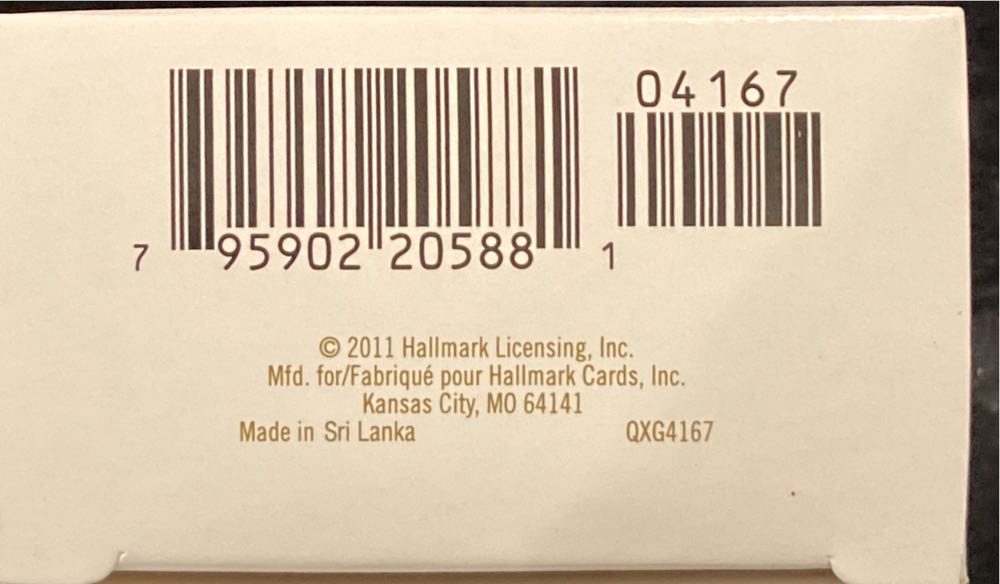 04167
7 95902 20588 1
© 2011 Hallmark Licensing, Inc.
Mfd. for/Fabriqué pour Hallmark Cards, Inc.
Kansas City, MO 64141
Made in Sri Lanka QXG4167